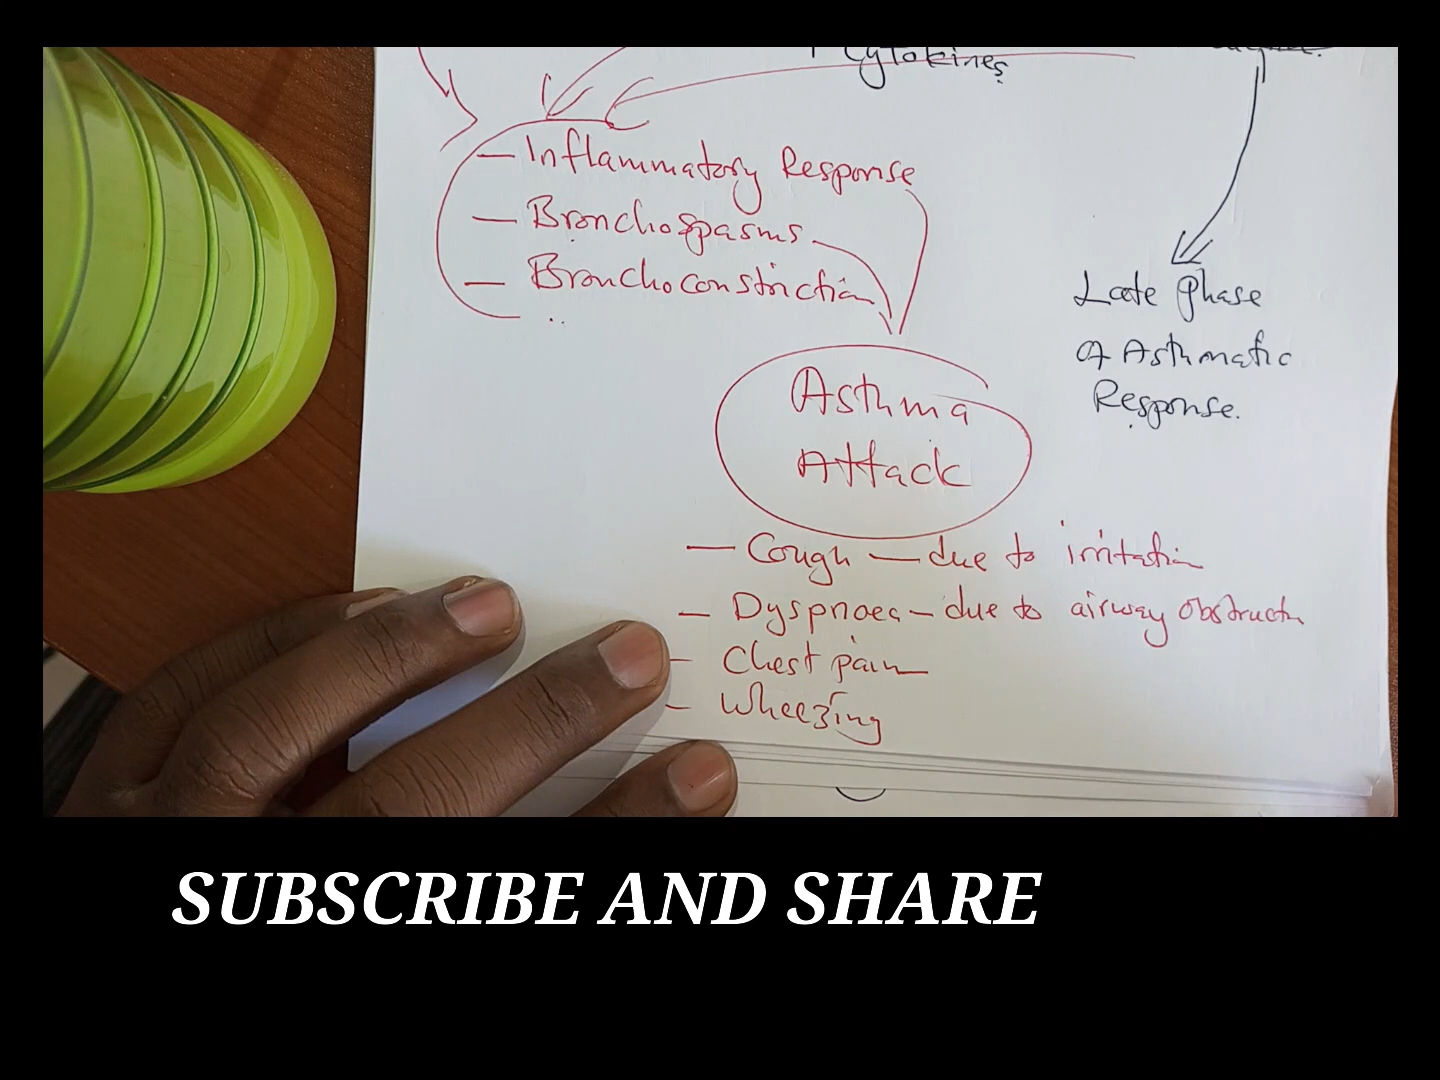 Cytokines
— Inflammatory Response
— Bronchospasms
— Bronchoconstriction
Late Phase
of Asthmatic
Response.
Asthma
Attack
— Cough — due to irritation
— Dyspnoea – due to airway obstructn
– Chest pain
– Wheezing
SUBSCRIBE AND SHARE